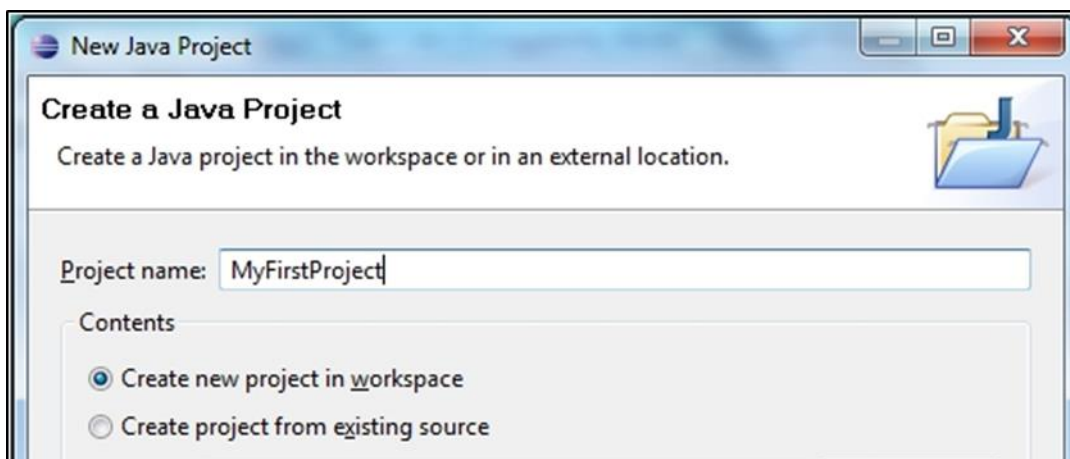 New Java Project
Create a Java Project
Create a Java project in the workspace or in an external location.
Project name: MyFirstProject
Contents
Create new project in workspace
Create project from existing source